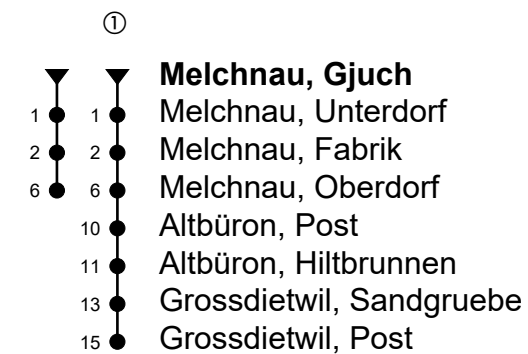 ①
Melchnau, Gjuch
1 1 Melchnau, Unterdorf
2 2 Melchnau, Fabrik
6 6 Melchnau, Oberdorf
10 Altbüron, Post
11 Altbüron, Hiltbrunnen
13 Grossdietwil, Sandgruebe
15 Grossdietwil, Post